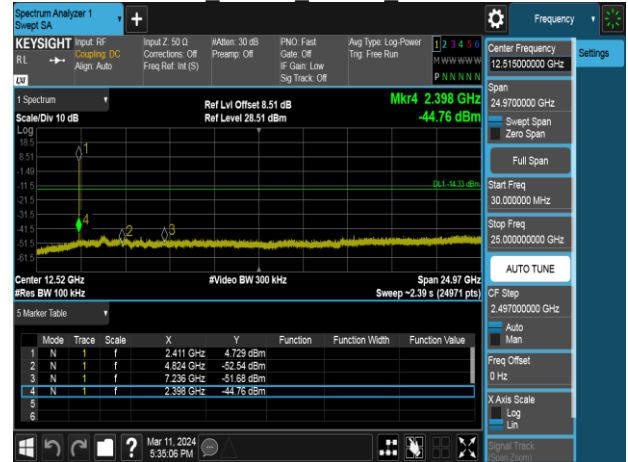 Spectrum Analyzer 1
Swept SA
Frequency
KEYSIGHT
RL
Input: RF
Coupling: DC
Align: Auto
Input Z: 50 Ω
Corrections: Off
Freq Ref: Int (S)
#Atten: 30 dB
Preamp: Off
PNO: Fast
Gate: Off
IF Gain: Low
Sig Track: Off
Avg Type: Log-Power
Trig: Free Run
1 2 3 4 5 6
M W W W W W
P N N N N N
LXI
1 Spectrum
Scale/Div 10 dB
Ref Lvl Offset 8.51 dB
Ref Level 28.51 dBm
Mkr4 2.398 GHz
-44.76 dBm
Log
18.5
8.51
-1.49
-11.5
-21.5
-31.5
-41.5
-51.5
-61.5
1
4
2
3
DL1 -14.33 dBm
Center 12.52 GHz
#Res BW 100 kHz
#Video BW 300 kHz
Span 24.97 GHz
Sweep ~2.39 s (24971 pts)
5 Marker Table
Mode Trace Scale X Y Function Function Width Function Value
1 N 1 f 2.411 GHz 4.729 dBm
2 N 1 f 4.824 GHz -52.54 dBm
3 N 1 f 7.236 GHz -51.68 dBm
4 N 1 f 2.398 GHz -44.76 dBm
5
6
Mar 11, 2024
5:35:06 PM
Settings
Center Frequency
12.515000000 GHz
Span
24.9700000 GHz
Swept Span
Zero Span
Full Span
Start Freq
30.000000 MHz
Stop Freq
25.000000000 GHz
AUTO TUNE
CF Step
2.497000000 GHz
Auto
Man
Freq Offset
0 Hz
X Axis Scale
Log
Lin
Signal Track
(Span Zoom)